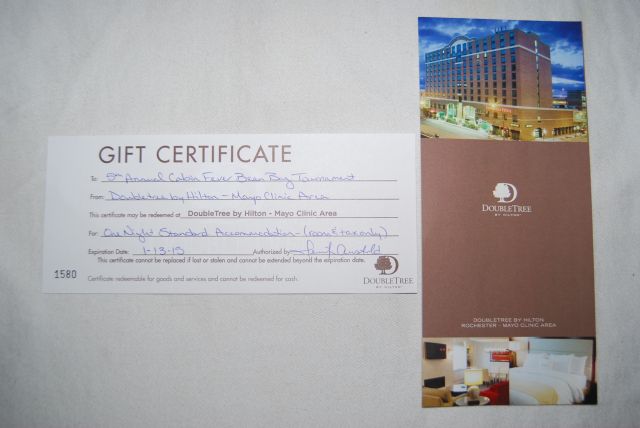 GIFT CERTIFICATE
To: 5th Annual Cabin Fever Bean Bag Tournament
From: Doubletree by Hilton - Mayo Clinic Area
This certificate may be redeemed at DoubleTree by Hilton - Mayo Clinic Area
For: One Night Standard Accommodation - (room & tax only)
Expiration Date: 1-13-15 Authorized by:
This certificate cannot be replaced if lost or stolen and cannot be extended beyond the expiration date.
1580 Certificate redeemable for goods and services and cannot be redeemed for cash.
DOUBLETREE
BY HILTON
DOUBLETREE
BY HILTON
DOUBLETREE BY HILTON
ROCHESTER - MAYO CLINIC AREA